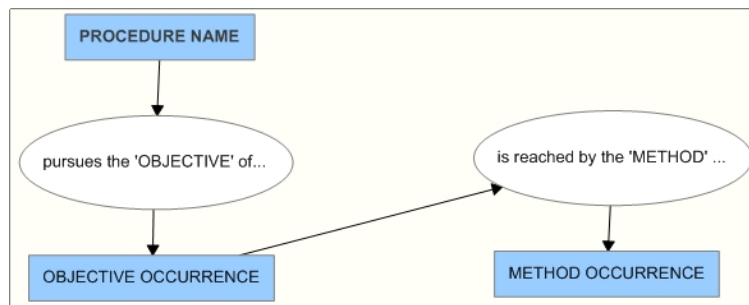 PROCEDURE NAME
pursues the 'OBJECTIVE' of...
is reached by the 'METHOD' ...
OBJECTIVE OCCURRENCE
METHOD OCCURRENCE